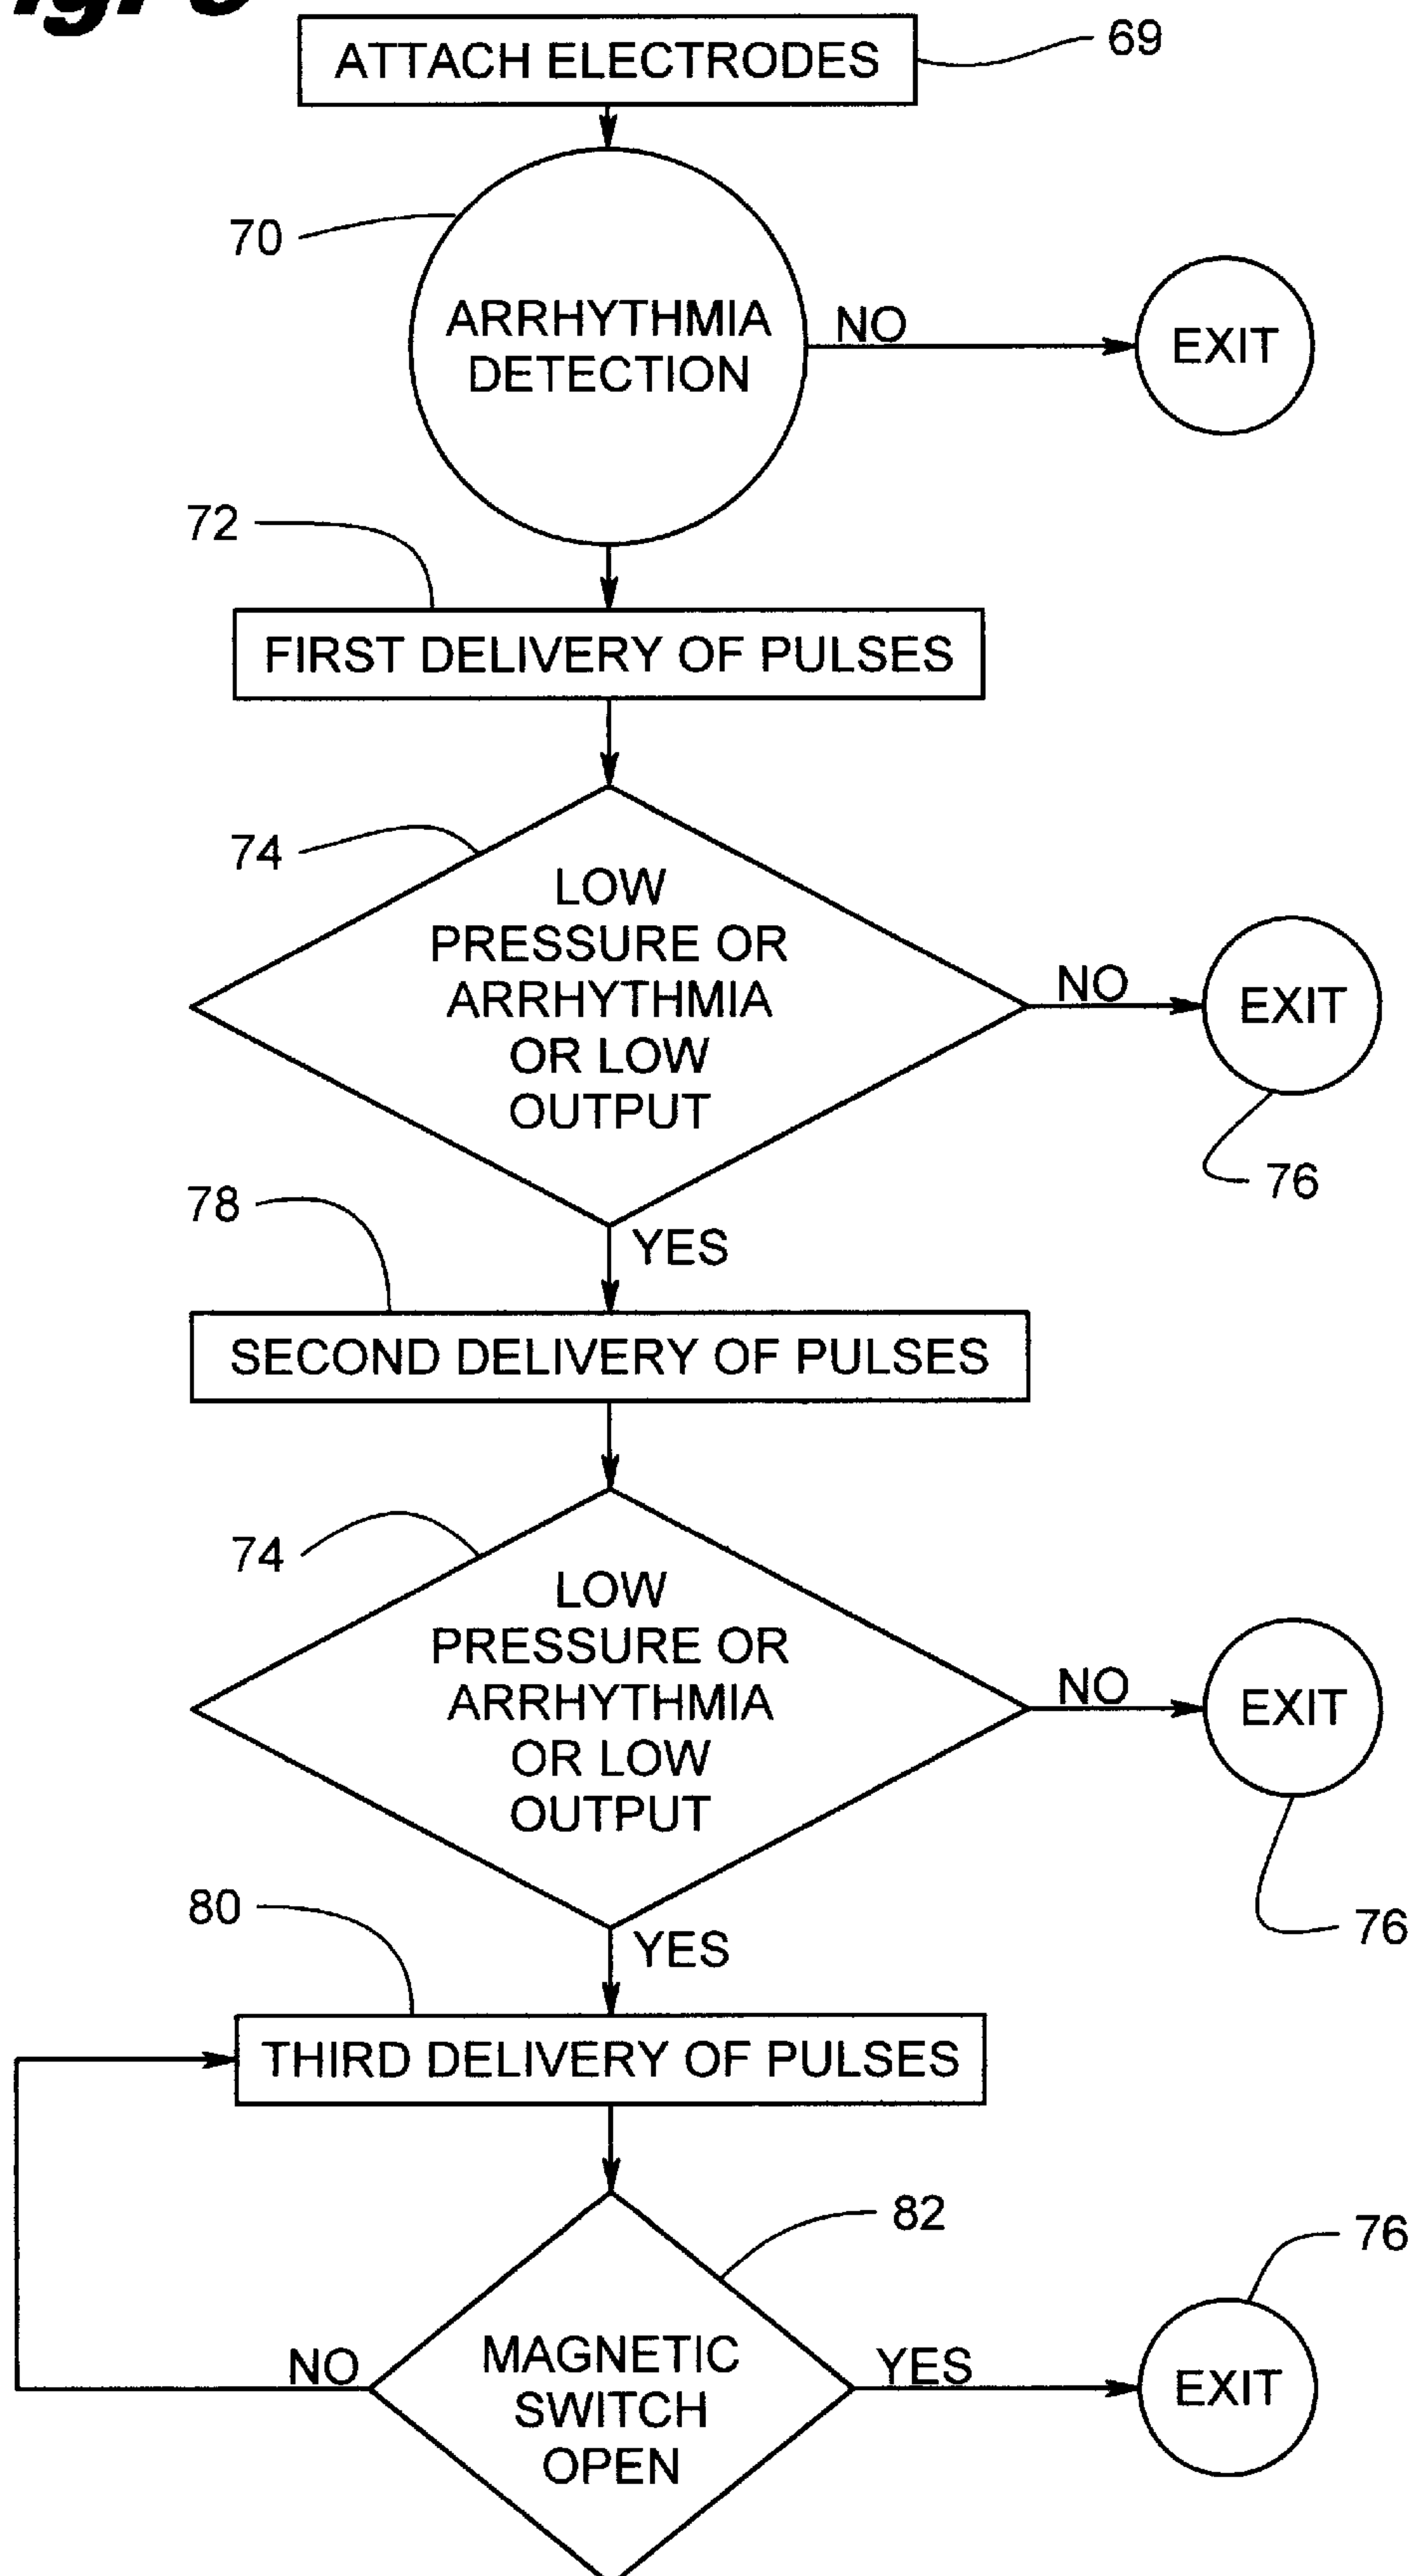 ATTACH ELECTRODES
69
70
ARRHYTHMIA
DETECTION
NO
EXIT
72
FIRST DELIVERY OF PULSES
74
LOW
PRESSURE OR
ARRHYTHMIA
OR LOW
OUTPUT
NO
EXIT
76
78
YES
SECOND DELIVERY OF PULSES
74
LOW
PRESSURE OR
ARRHYTHMIA
OR LOW
OUTPUT
NO
EXIT
76
80
YES
THIRD DELIVERY OF PULSES
82
76
NO
MAGNETIC
SWITCH
OPEN
YES
EXIT